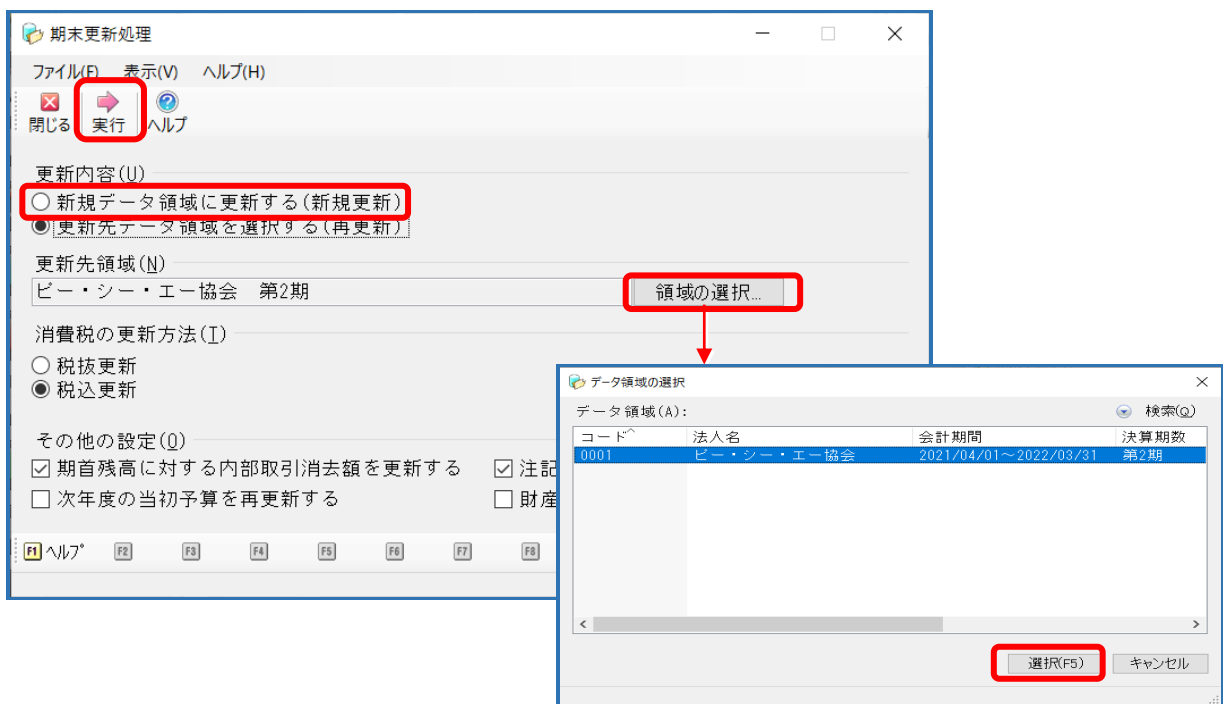 期末更新処理
ファイル(F) 表示(V) ヘルプ(H)
閉じる 実行 ヘルプ
更新内容(U)
新規データ領域に更新する(新規更新)
更新先データ領域を選択する(再更新)
更新先領域(N)
ビー・シー・エー協会 第2期 領域の選択...
消費税の更新方法(T)
税抜更新
税込更新
その他の設定(O)
期首残高に対する内部取引消去額を更新する 注記
次年度の当初予算を再更新する 財産
F1 ヘルプ F2 F3 F4 F5 F6 F7 F8
データ領域の選択
データ領域(A): 検索(Q)
コード 法人名 会計期間 決算期数
0001 ビー・シー・エー協会 2021/04/01～2022/03/31 第2期
選択(F5) キャンセル